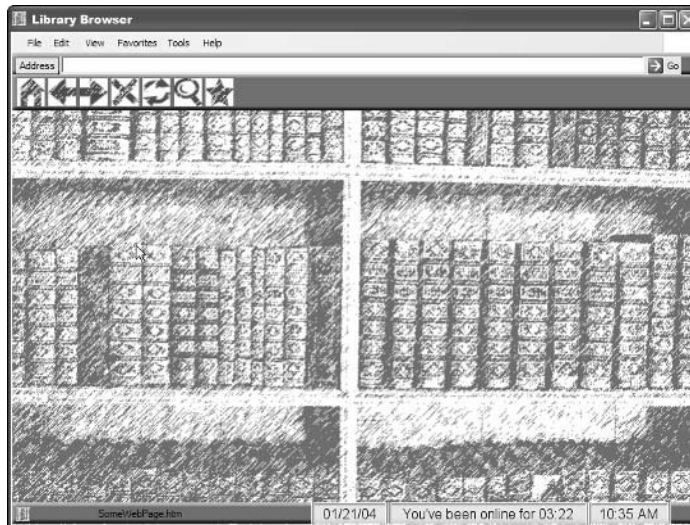 Library Browser
File Edit View Favorites Tools Help
Address Go
SomeWebPage.htm 01/21/04 You've been online for 03:22 10:35 AM